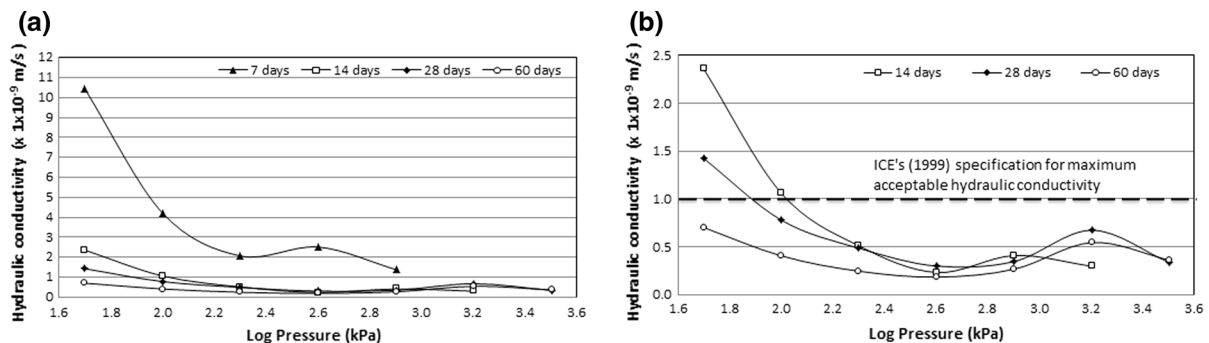 (a)
Hydraulic conductivity (x 1x10⁻⁹ m/s)
12
11
10
9
8
7
6
5
4
3
2
1
0
7 days 14 days 28 days 60 days
1.6 1.8 2.0 2.2 2.4 2.6 2.8 3.0 3.2 3.4 3.6
Log Pressure (kPa)
(b)
Hydraulic conductivity (x 1x10⁻⁹ m/s)
2.5
2.0
1.5
1.0
0.5
0.0
14 days 28 days 60 days
ICE's (1999) specification for maximum
acceptable hydraulic conductivity
1.6 1.8 2.0 2.2 2.4 2.6 2.8 3.0 3.2 3.4 3.6
Log Pressure (kPa)